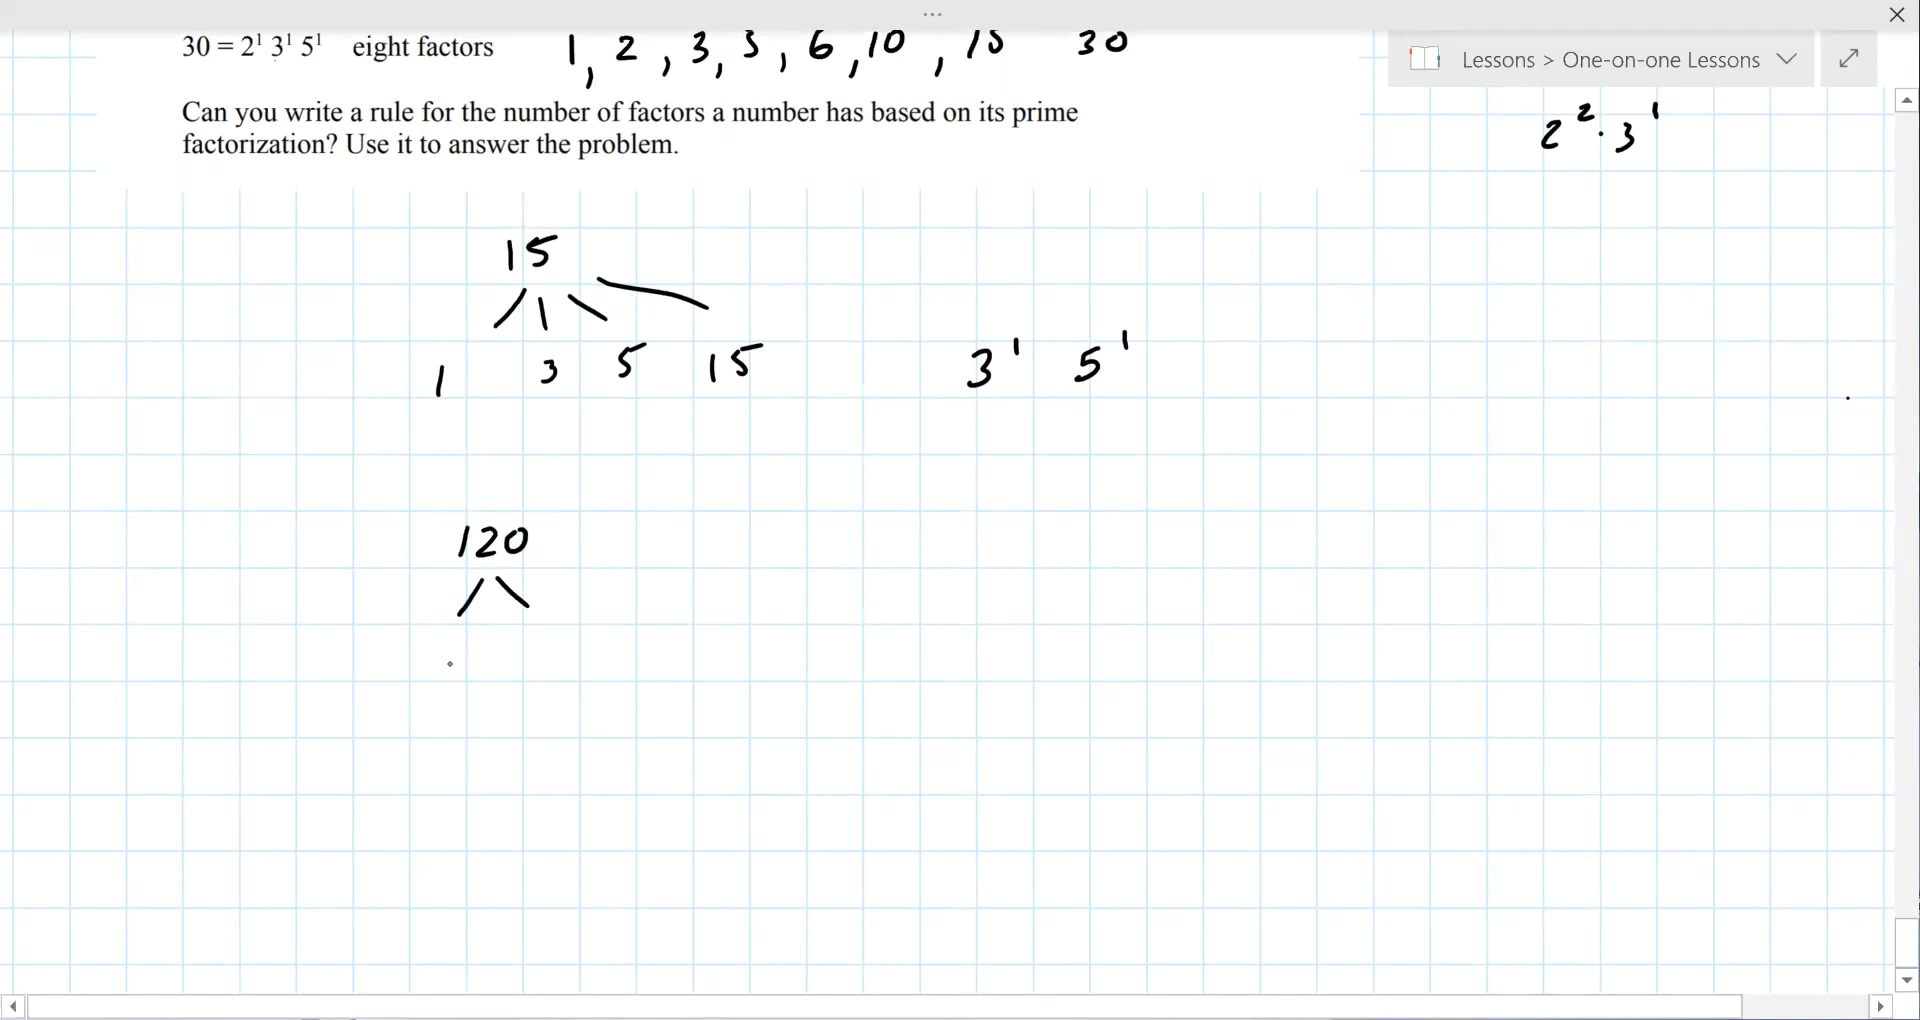 30 = 2¹ 3¹ 5¹ eight factors 1, 2, 3, 5, 6, 10, 15 30
Lessons > One-on-one Lessons
Can you write a rule for the number of factors a number has based on its prime
factorization? Use it to answer the problem.
2² · 3¹
15
1 3 5 15 3¹ 5¹
120